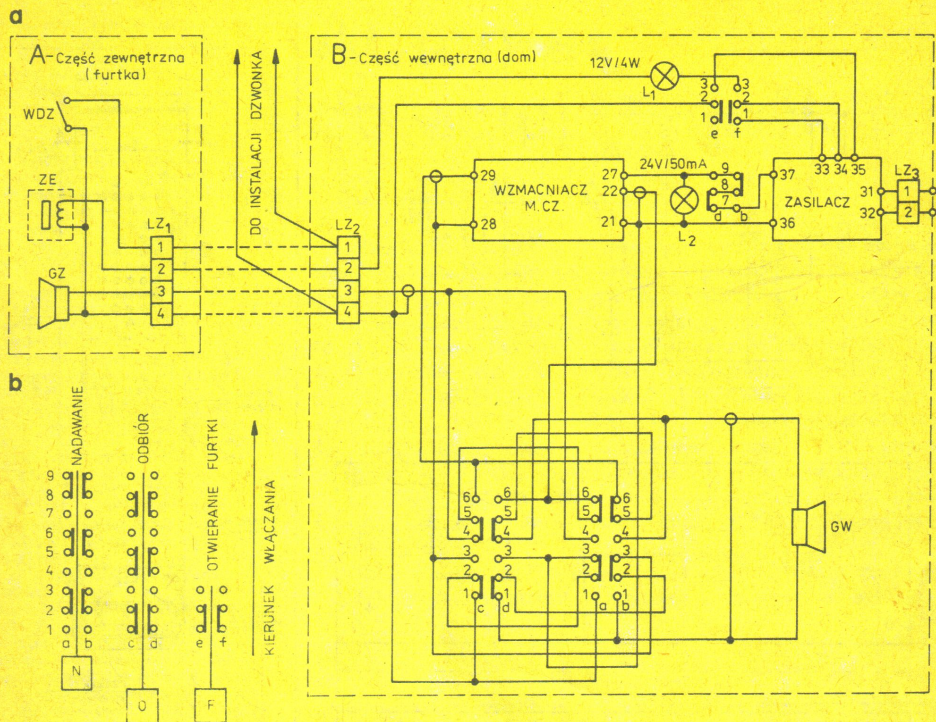 a
A-Część zewnętrzna
(furtka)
WDZ
ZE
GZ
LZ1
1
2
3
4
DO INSTALACJI DZWONKA
B-Część wewnętrzna (dom)
LZ2
1
2
3
4
12V/4W
L1
3 3
2 2
1 1
e f
33 34 35
29
28
WZMACNIACZ
M.CZ.
27
22
21
24V/50mA
L2
9
8
7
d b
37
36
ZASILACZ
31
32
LZ3
1
2
6 6 6 6
5 5 5 5
4 4 4 4
3 3 3 3
2 2 2 2
1 1 1 1
c d a b
GW
b
NADAWANIE
9
8
7
6
5
4
3
2
1
a b
N
ODBIÓR
c d
O
OTWIERANIE FURTKI
e f
F
KIERUNEK WŁĄCZANIA